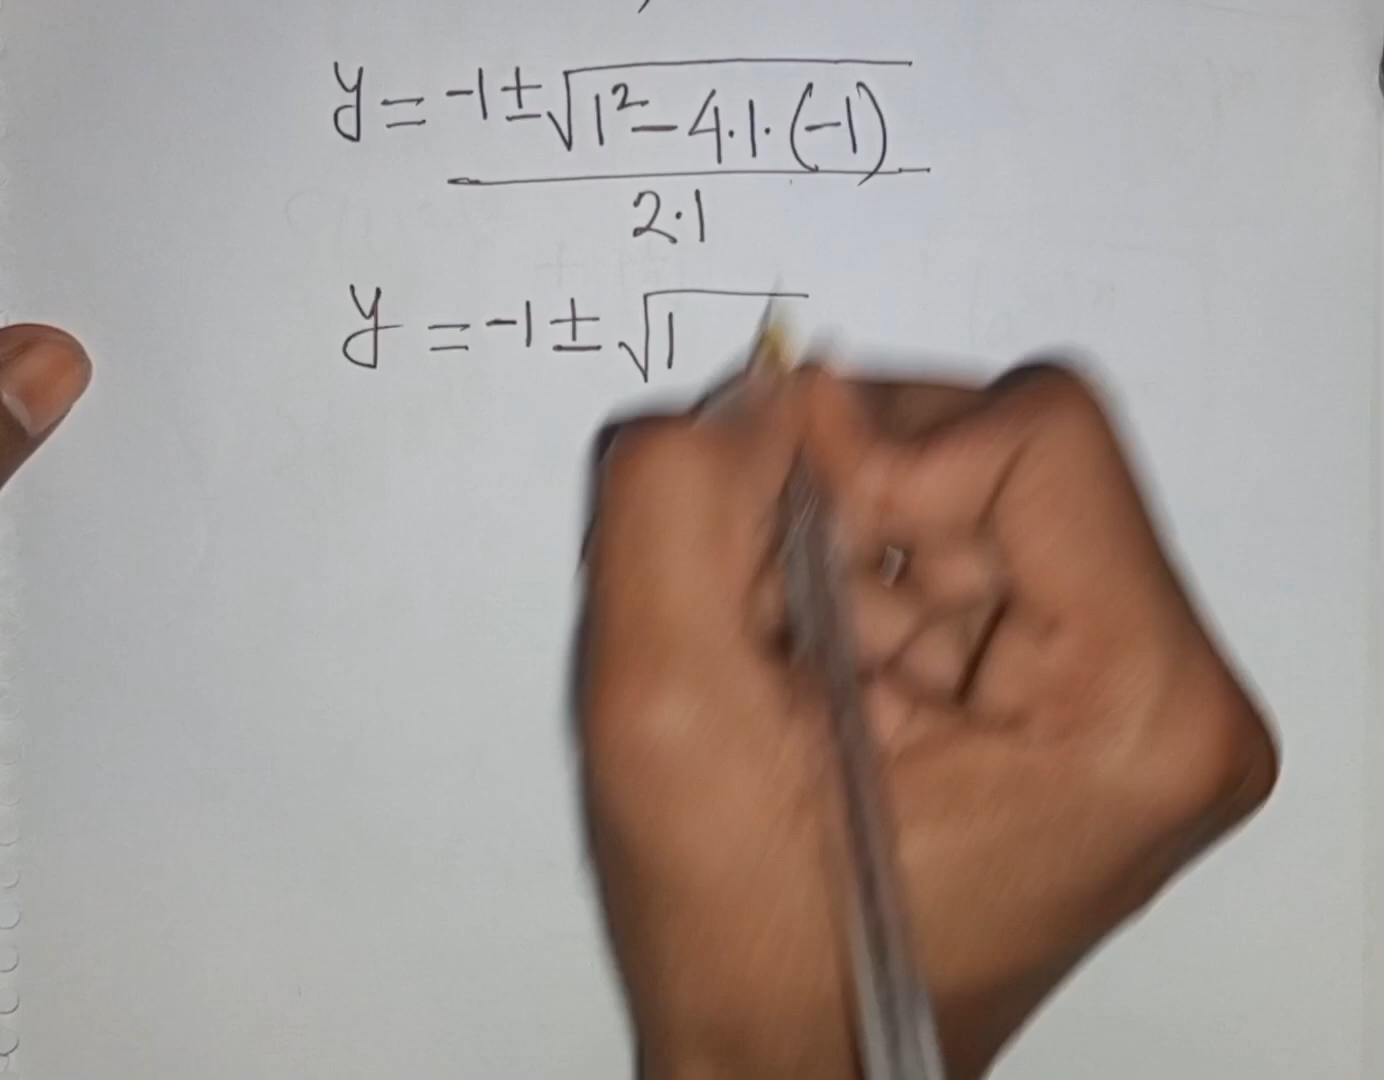 y = -1 ± √1² - 4·1·(-1)
2·1
y = -1 ± √1